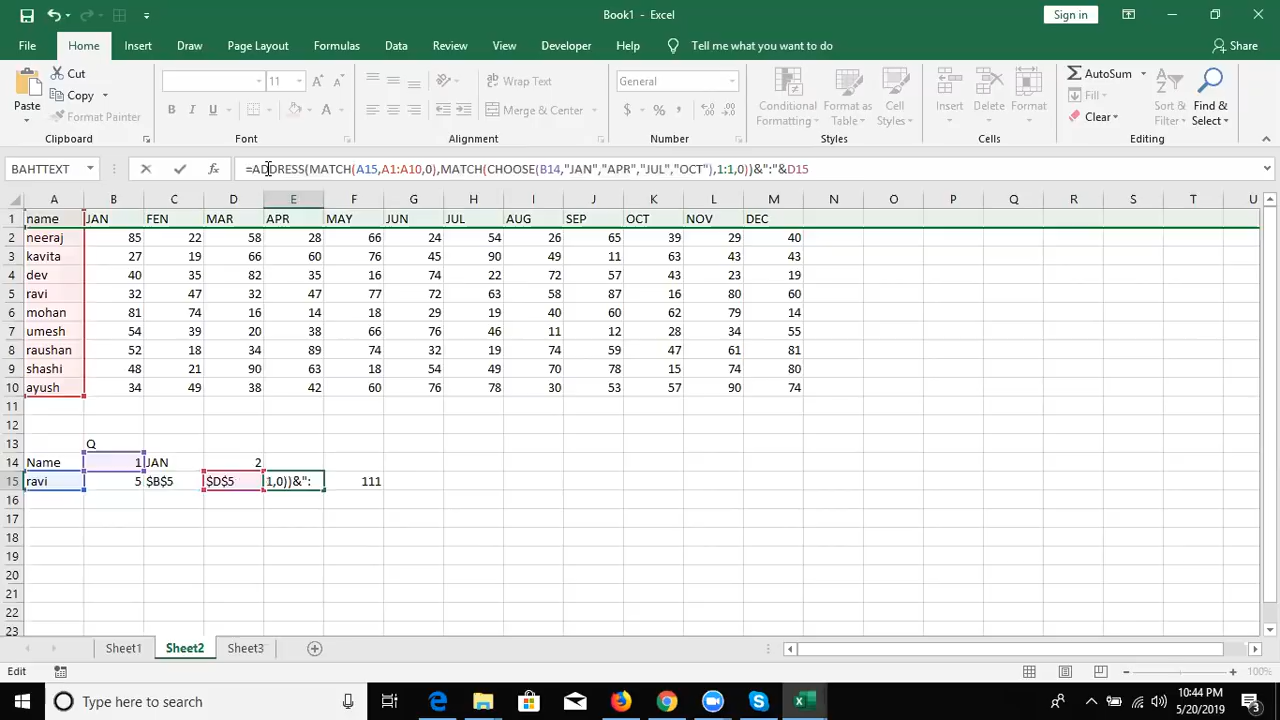 Book1 - Excel
Sign in
File Home Insert Draw Page Layout Formulas Data Review View Developer Help Tell me what you want to do Share
Paste Cut Copy Format Painter Clipboard
11 B I U Font
Wrap Text Merge & Center Alignment
General $ % , Number
Conditional Formatting Format as Table Cell Styles Styles
Insert Delete Format Cells
AutoSum Fill Clear Sort & Filter Find & Select Editing
BAHTTEXT fx =ADDRESS(MATCH(A15,A1:A10,0),MATCH(CHOOSE(B14,"JAN","APR","JUL","OCT"),1:1,0))&":"&D15
A B C D E F G H I J K L M N O P Q R S T U
1 name JAN FEN MAR APR MAY JUN JUL AUG SEP OCT NOV DEC
2 neeraj 85 22 58 28 66 24 54 26 65 39 29 40
3 kavita 27 19 66 60 76 45 90 49 11 63 43 43
4 dev 40 35 82 35 16 74 22 72 57 43 23 19
5 ravi 32 47 32 47 77 72 63 58 87 16 80 60
6 mohan 81 74 16 14 18 29 19 40 60 62 79 14
7 umesh 54 39 20 38 66 76 46 11 12 28 34 55
8 raushan 52 18 34 89 74 32 19 74 59 47 61 81
9 shashi 48 21 90 63 18 54 49 70 78 15 74 80
10 ayush 34 49 38 42 60 76 78 30 53 57 90 74
11
12
13 Q
14 Name 1 JAN 2
15 ravi 5 $B$5 $D$5 1,0))&": 111
16
17
18
19
20
21
22
23
Sheet1 Sheet2 Sheet3
Edit 100%
Type here to search
10:44 PM
5/20/2019
3